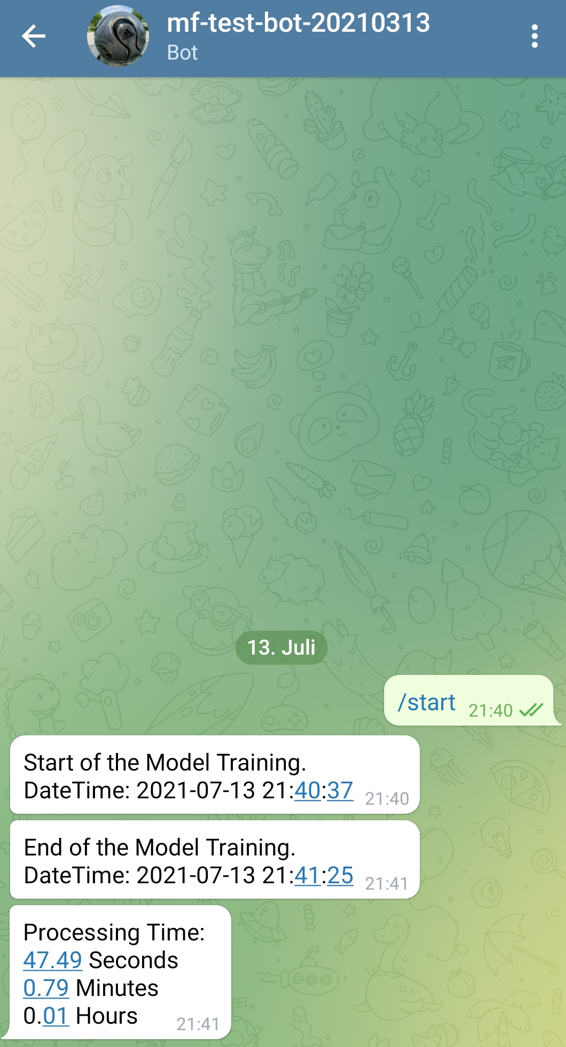 mf-test-bot-20210313
Bot
13. Juli
/start 21:40
Start of the Model Training.
DateTime: 2021-07-13 21:40:37 21:40
End of the Model Training.
DateTime: 2021-07-13 21:41:25 21:41
Processing Time:
47.49 Seconds
0.79 Minutes
0.01 Hours 21:41